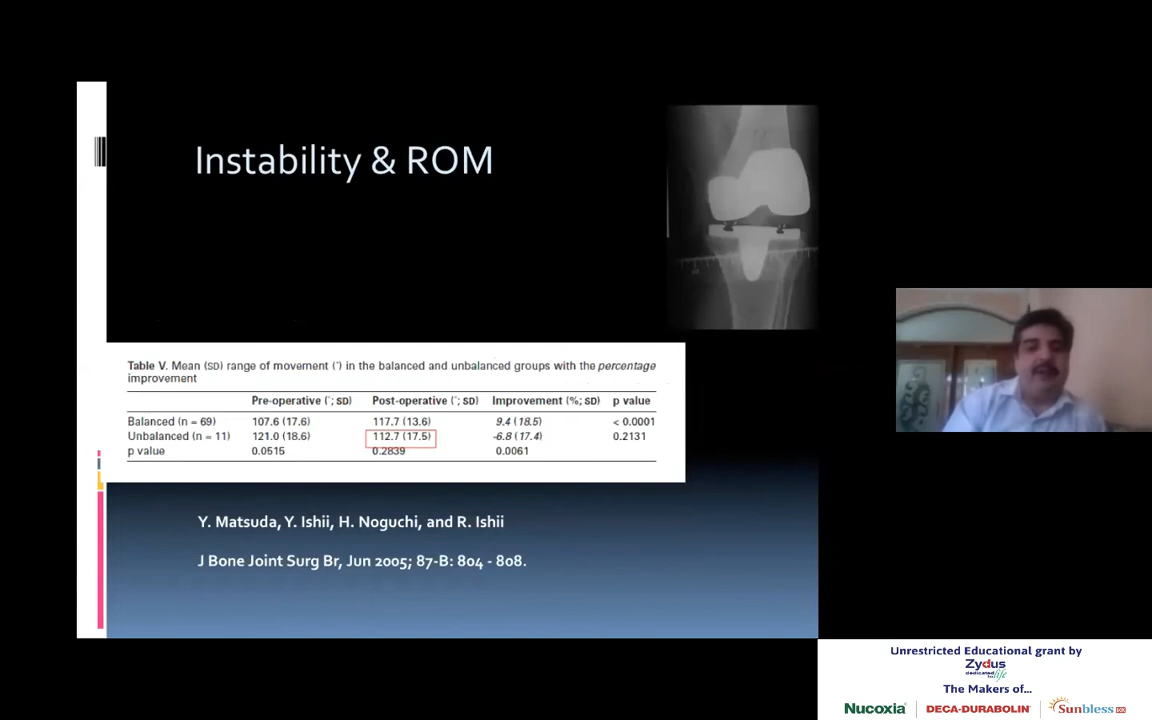 Instability & ROM
Table V. Mean (SD) range of movement (˚) in the balanced and unbalanced groups with the percentage
improvement
Pre-operative (˚; SD) Post-operative (˚; SD) Improvement (%; SD) p value
Balanced (n = 69) 107.6 (17.6) 117.7 (13.6) 9.4 (18.5) < 0.0001
Unbalanced (n = 11) 121.0 (18.6) 112.7 (17.5) -6.8 (17.4) 0.2131
p value 0.0515 0.2839 0.0061
Y. Matsuda, Y. Ishii, H. Noguchi, and R. Ishii
J Bone Joint Surg Br, Jun 2005; 87-B: 804 - 808.
Unrestricted Educational grant by
Zydus
dedicated to life
The Makers of...
Nucoxia DECA-DURABOLIN Sunbless